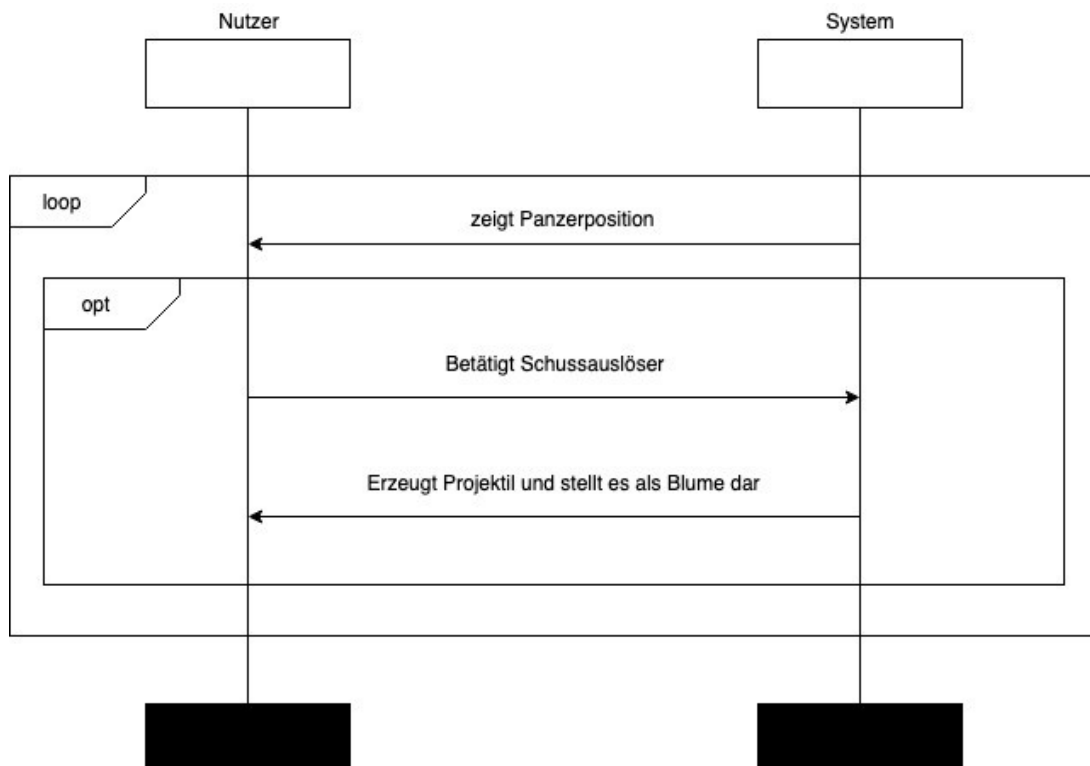 Nutzer
System
loop
zeigt Panzerposition
opt
Betätigt Schussauslöser
Erzeugt Projektil und stellt es als Blume dar